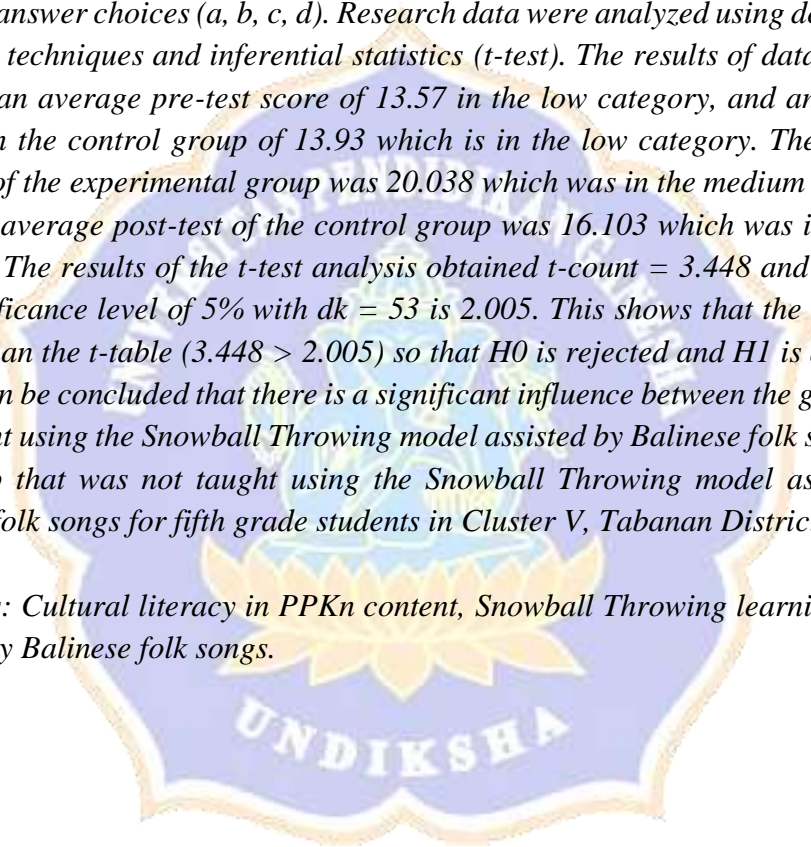 answer choices (a, b, c, d). Research data were analyzed using de
techniques and inferential statistics (t-test). The results of data
an average pre-test score of 13.57 in the low category, and an
the control group of 13.93 which is in the low category. The
of the experimental group was 20.038 which was in the medium
average post-test of the control group was 16.103 which was i
The results of the t-test analysis obtained t-count = 3.448 and
ficance level of 5% with dk = 53 is 2.005. This shows that the
an the t-table (3.448 > 2.005) so that H0 is rejected and H1 is
n be concluded that there is a significant influence between the g
nt using the Snowball Throwing model assisted by Balinese folk s
that was not taught using the Snowball Throwing model as
folk songs for fifth grade students in Cluster V, Tabanan Distric
: Cultural literacy in PPKn content, Snowball Throwing learni
y Balinese folk songs.
UNIVERSITAS PENDIDIKAN GANESHA
UNDIKSHA